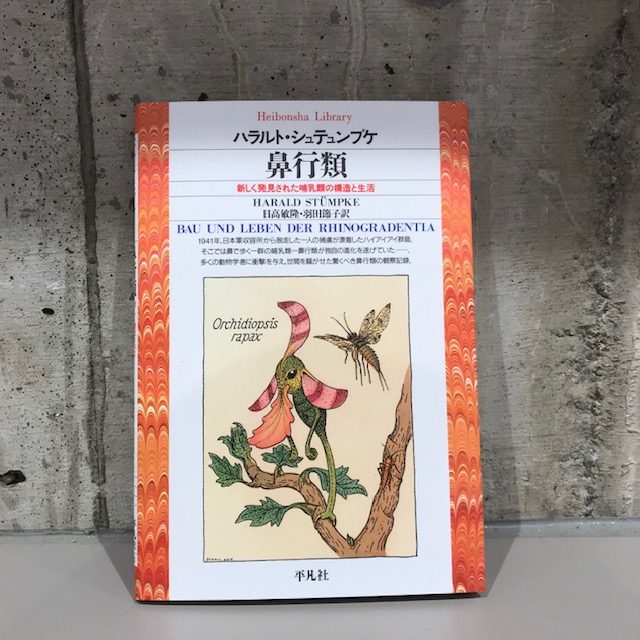 Heibonsha Library
ハラルト・シュテュンプケ
鼻行類
新しく発見された哺乳類の構造と生活
HARALD STÜMPKE
日高敏隆・羽田節子訳
BAU UND LEBEN DER RHINOGRADENTIA
1941年、日本軍収容所から脱走した一人の捕虜が漂着したハイアイアイ群島。
そこでは鼻で歩く一群の哺乳類―鼻行類が独自の進化を遂げていた――。
多くの動物学者に衝撃を与え、世間を騒がせた驚くべき鼻行類の観察記録。
Orchidiopsis
rapax
平凡社